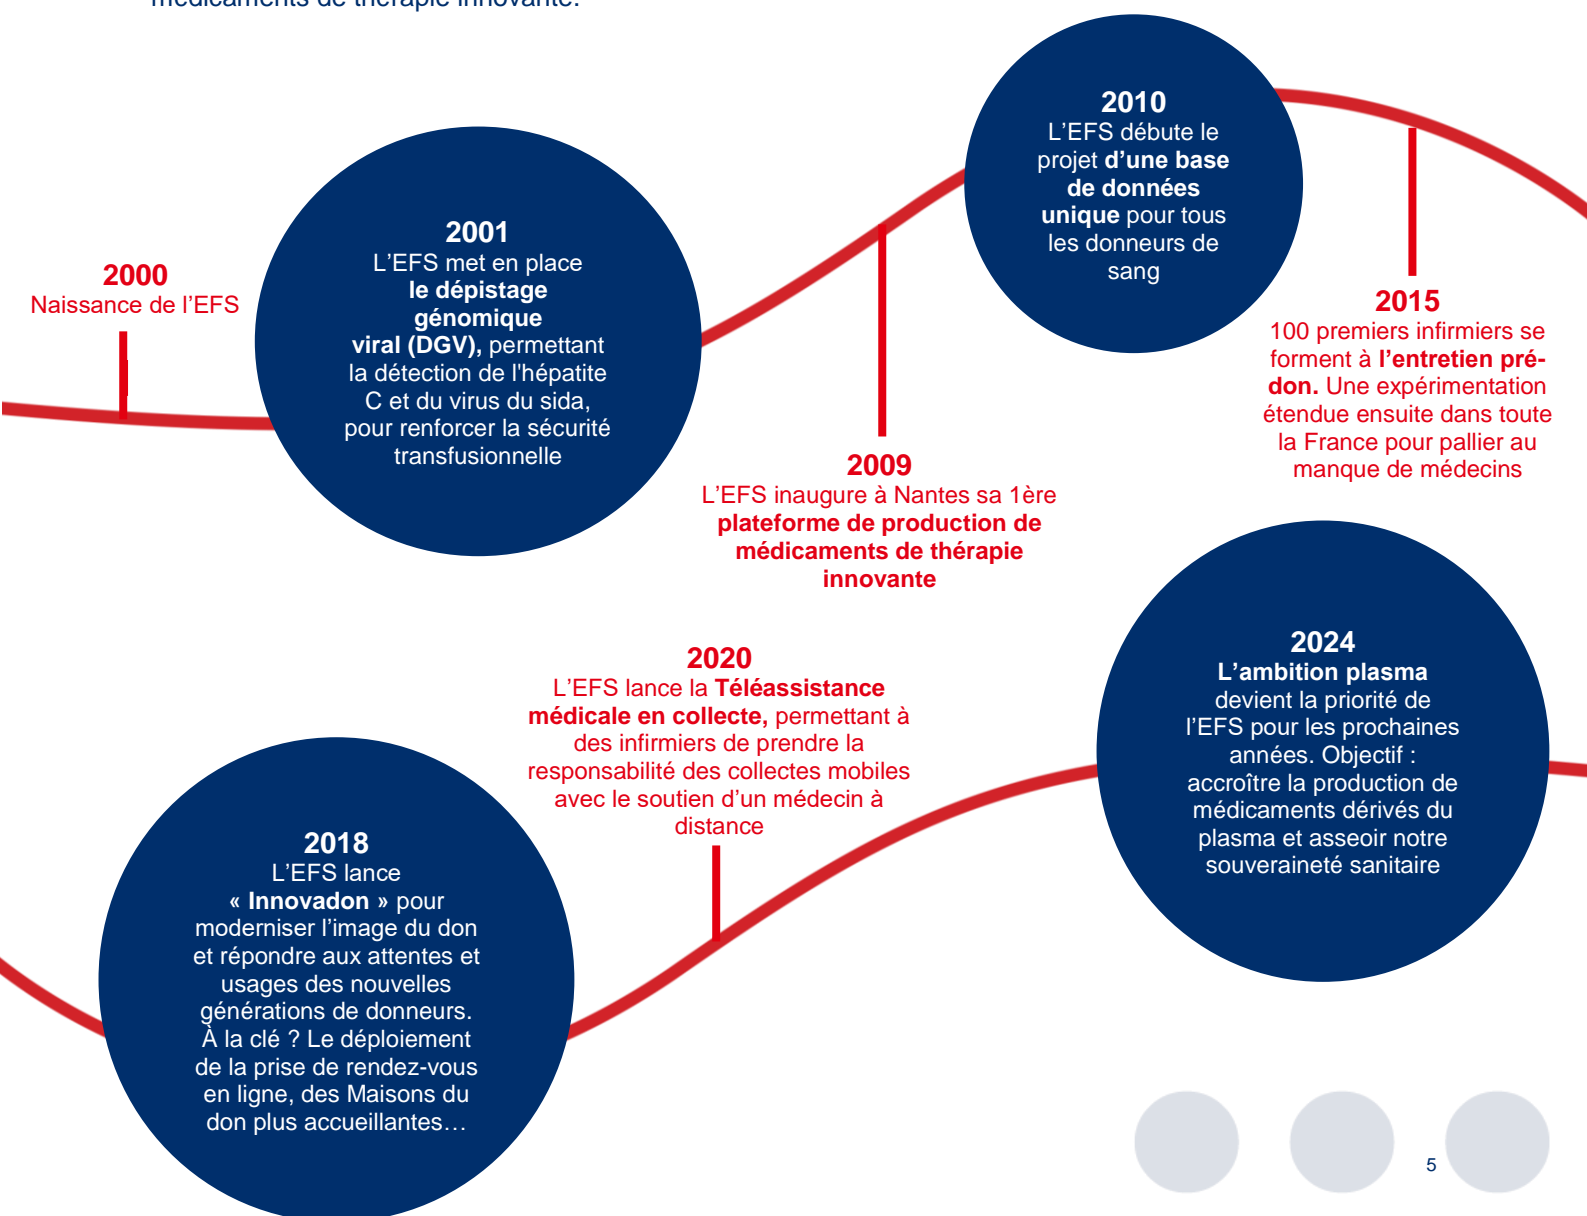 médicaments de thérapie innovante.
2000
Naissance de l’EFS
2001
L’EFS met en place
le dépistage
génomique
viral (DGV), permettant
la détection de l'hépatite
C et du virus du sida,
pour renforcer la sécurité
transfusionnelle
2009
L’EFS inaugure à Nantes sa 1ère
plateforme de production de
médicaments de thérapie
innovante
2010
L’EFS débute le
projet d’une base
de données
unique pour tous
les donneurs de
sang
2015
100 premiers infirmiers se
forment à l’entretien pré-
don. Une expérimentation
étendue ensuite dans toute
la France pour pallier au
manque de médecins
2018
L’EFS lance
« Innovadon » pour
moderniser l’image du don
et répondre aux attentes et
usages des nouvelles
générations de donneurs.
À la clé ? Le déploiement
de la prise de rendez-vous
en ligne, des Maisons du
don plus accueillantes…
2020
L’EFS lance la Téléassistance
médicale en collecte, permettant à
des infirmiers de prendre la
responsabilité des collectes mobiles
avec le soutien d’un médecin à
distance
2024
L’ambition plasma
devient la priorité de
l’EFS pour les prochaines
années. Objectif :
accroître la production de
médicaments dérivés du
plasma et asseoir notre
souveraineté sanitaire
5